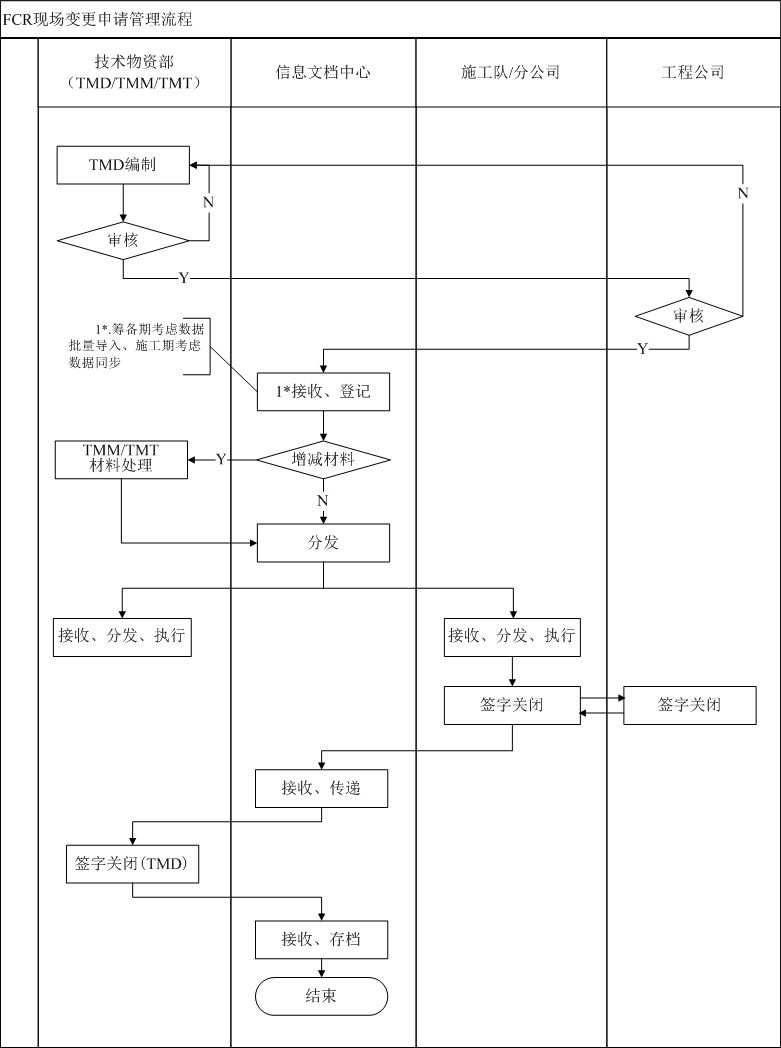 FCR现场变更申请管理流程
技术物资部
（TMD/TMM/TMT）
信息文档中心
施工队/分公司
工程公司
TMD编制
N
N
审核
Y
审核
1*.筹备期考虑数据
批量导入、施工期考虑
数据同步
Y
1*接收、登记
TMM/TMT
材料处理
Y
增减材料
N
分发
接收、分发、执行
接收、分发、执行
签字关闭
签字关闭
接收、传递
签字关闭(TMD)
接收、存档
结束